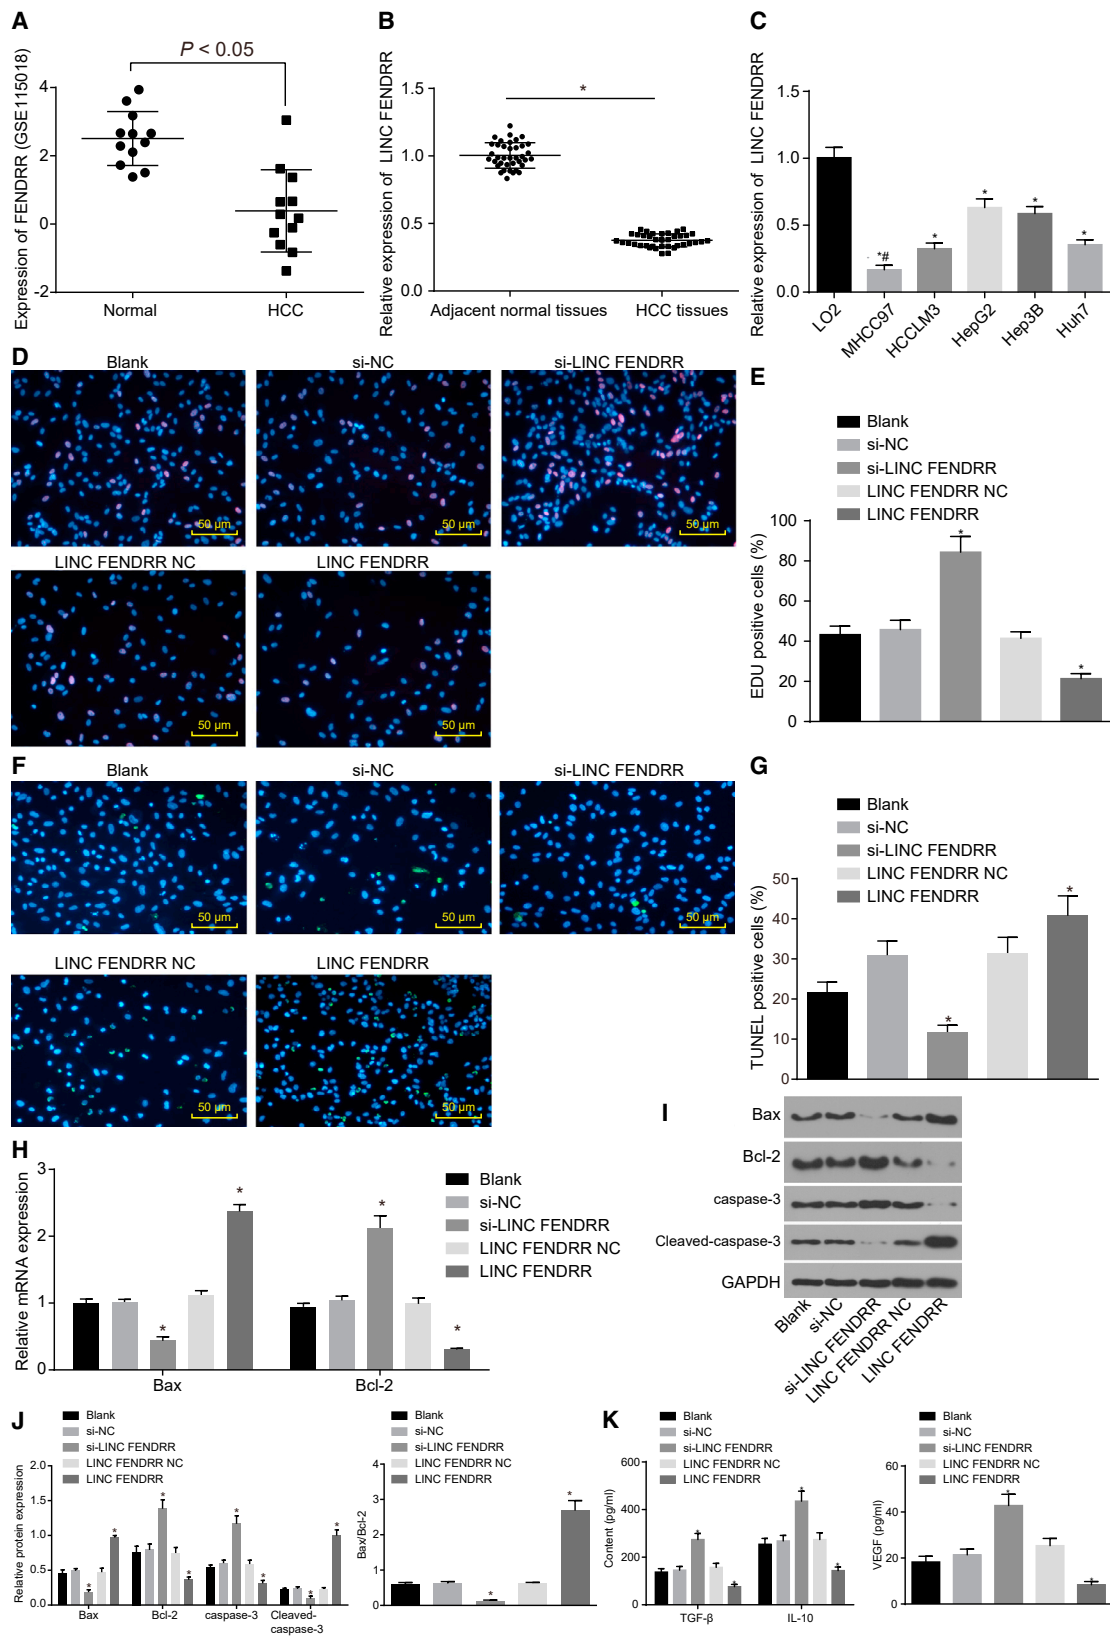 A
Expression of FENDRR (GSE115018)
P < 0.05
4
2
0
-2
Normal
HCC
B
Relative expression of LINC FENDRR
*
1.5
1.0
0.5
0.0
Adjacent normal tissues
HCC tissues
C
Relative expression of LINC FENDRR
1.5
1.0
0.5
0.0
*#
*
*
*
*
LO2
MHCC97
HCCLM3
HepG2
Hep3B
Huh7
D
Blank
si-NC
si-LINC FENDRR
50 µm
50 µm
50 µm
LINC FENDRR NC
LINC FENDRR
50 µm
50 µm
E
Blank
si-NC
si-LINC FENDRR
LINC FENDRR NC
LINC FENDRR
EDU positive cells (%)
100
80
60
40
20
0
*
*
F
Blank
si-NC
si-LINC FENDRR
50 µm
50 µm
50 µm
LINC FENDRR NC
LINC FENDRR
50 µm
50 µm
G
Blank
si-NC
si-LINC FENDRR
LINC FENDRR NC
LINC FENDRR
TUNEL positive cells (%)
50
40
30
20
10
0
*
*
H
Relative mRNA expression
3
2
1
0
*
*
*
*
Bax
Bcl-2
Blank
si-NC
si-LINC FENDRR
LINC FENDRR NC
LINC FENDRR
I
Bax
Bcl-2
caspase-3
Cleaved-caspase-3
GAPDH
Blank
si-NC
si-LINC FENDRR
LINC FENDRR NC
LINC FENDRR
J
Blank
si-NC
si-LINC FENDRR
LINC FENDRR NC
LINC FENDRR
Relative protein expression
2.0
1.5
1.0
0.5
0.0
*
*
*
*
*
*
*
*
Bax
Bcl-2
caspase-3
Cleaved-
caspase-3
Blank
si-NC
si-LINC FENDRR
LINC FENDRR NC
LINC FENDRR
Bax/Bcl-2
4
3
2
1
0
*
*
K
Blank
si-NC
si-LINC FENDRR
LINC FENDRR NC
LINC FENDRR
Content (pg/ml)
600
400
200
0
*
*
*
*
TGF-β
IL-10
Blank
si-NC
si-LINC FENDRR
LINC FENDRR NC
LINC FENDRR
VEGF (pg/ml)
60
40
20
0
*
*